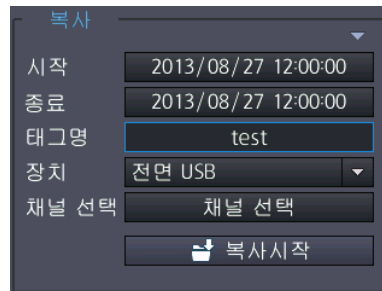 복사
시작 2013/08/27 12:00:00
종료 2013/08/27 12:00:00
태그명 test
장치 전면 USB
채널 선택 채널 선택
복사시작